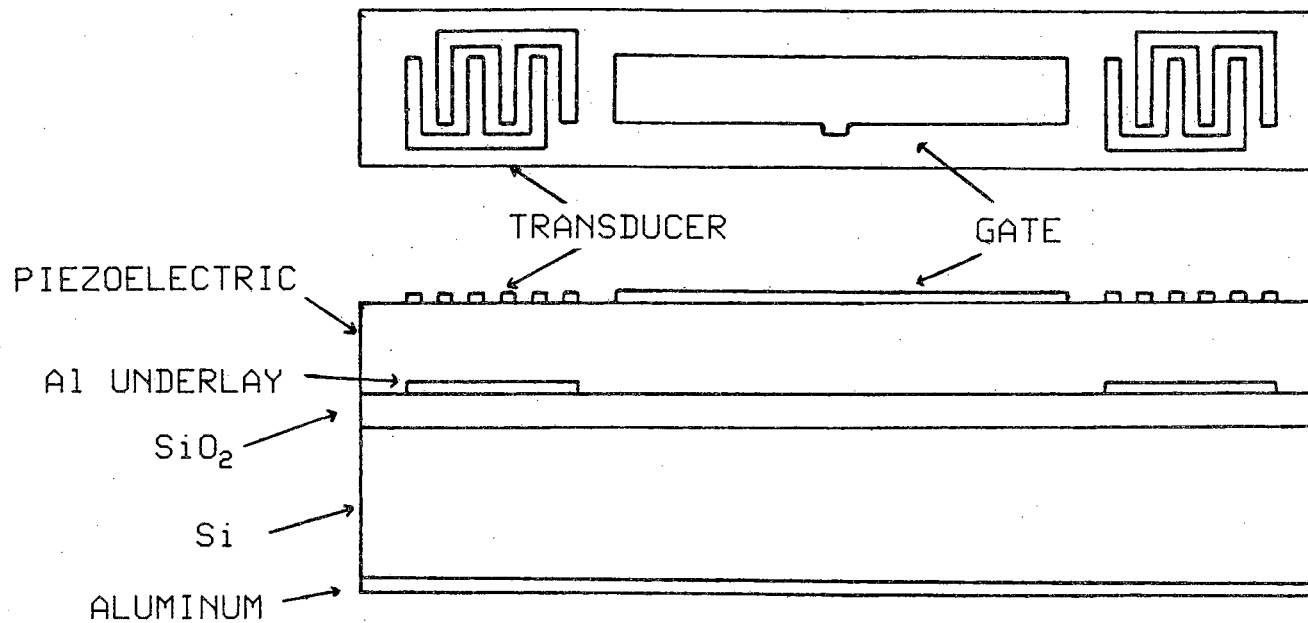 TRANSDUCER
GATE
PIEZOELECTRIC
Al UNDERLAY
SiO₂
Si
ALUMINUM